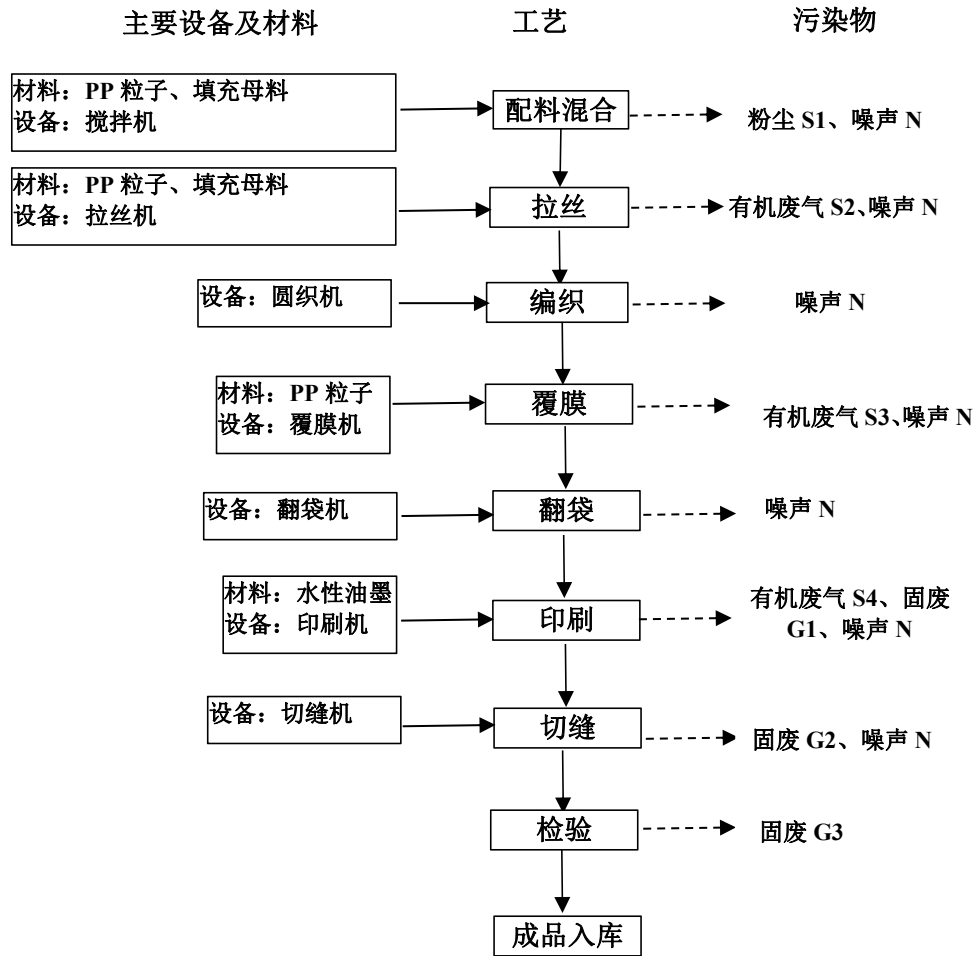 主要设备及材料
工艺
污染物
材料：PP 粒子、填充母料
设备：搅拌机
配料混合
粉尘 S1、噪声 N
材料：PP 粒子、填充母料
设备：拉丝机
拉丝
有机废气 S2、噪声 N
设备：圆织机
编织
噪声 N
材料：PP 粒子
设备：覆膜机
覆膜
有机废气 S3、噪声 N
设备：翻袋机
翻袋
噪声 N
材料：水性油墨
设备：印刷机
印刷
有机废气 S4、固废
G1、噪声 N
设备：切缝机
切缝
固废 G2、噪声 N
检验
固废 G3
成品入库